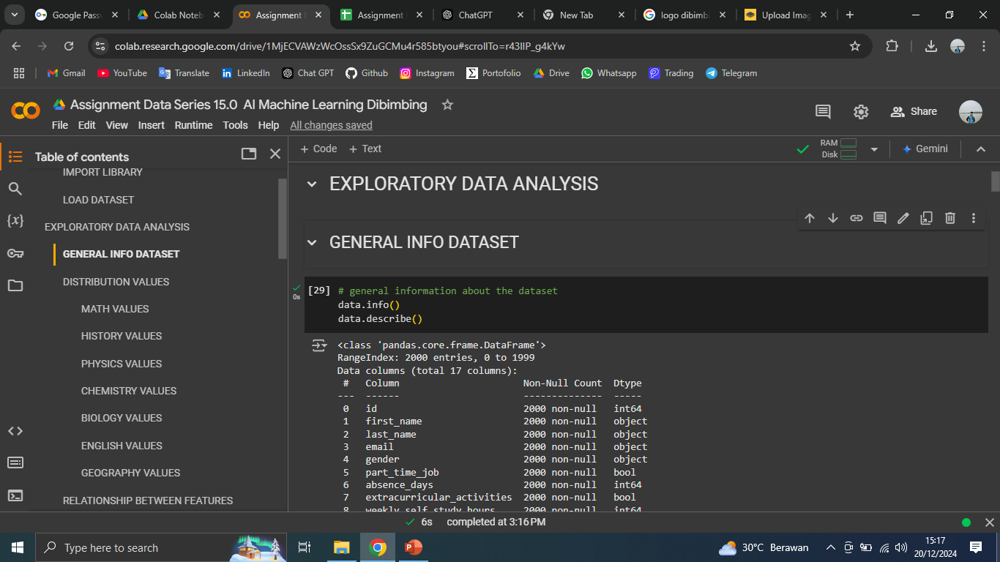 Google Passw
Colab Noteb
Assignment
Assignment
ChatGPT
New Tab
logo dibimbi
Upload Imag
colab.research.google.com/drive/1MjECVAWzWcOssSx9ZuGCMu4r585btyou#scrollTo=r43IIP_g4kYw
Gmail
YouTube
Translate
LinkedIn
Chat GPT
Github
Instagram
Portofolio
Drive
Whatsapp
Trading
Telegram
Assignment Data Series 15.0 AI Machine Learning Dibimbing
File Edit View Insert Runtime Tools Help All changes saved
Share
Table of contents
+ Code + Text
RAM
Disk
Gemini
IMPORT LIBRARY
LOAD DATASET
EXPLORATORY DATA ANALYSIS
GENERAL INFO DATASET
DISTRIBUTION VALUES
MATH VALUES
HISTORY VALUES
PHYSICS VALUES
CHEMISTRY VALUES
BIOLOGY VALUES
ENGLISH VALUES
GEOGRAPHY VALUES
RELATIONSHIP BETWEEN FEATURES
EXPLORATORY DATA ANALYSIS
GENERAL INFO DATASET
0s
[29] # general information about the dataset
data.info()
data.describe()
<class 'pandas.core.frame.DataFrame'>
RangeIndex: 2000 entries, 0 to 1999
Data columns (total 17 columns):
# Column Non-Null Count Dtype
--- ------ -------------- -----
0 id 2000 non-null int64
1 first_name 2000 non-null object
2 last_name 2000 non-null object
3 email 2000 non-null object
4 gender 2000 non-null object
5 part_time_job 2000 non-null bool
6 absence_days 2000 non-null int64
7 extracurricular_activities 2000 non-null bool
8 weekly_self_study_hours 2000 non-null int64
6s completed at 3:16 PM
Type here to search
30°C Berawan
15:17
20/12/2024